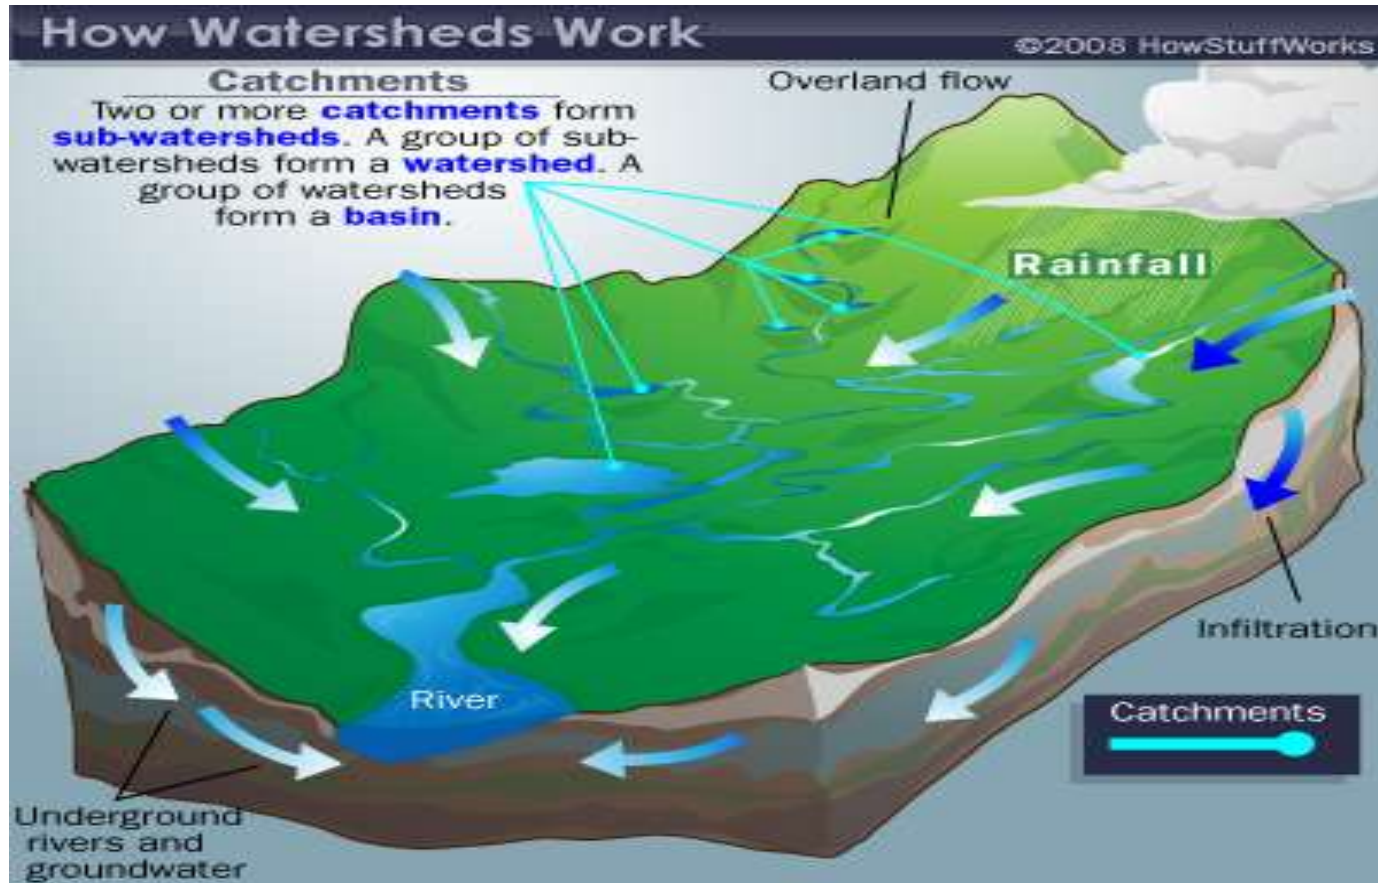 How Watersheds Work
©2008 HowStuffWorks
Catchments
Two or more catchments form
sub-watersheds. A group of sub-
watersheds form a watershed. A
group of watersheds
form a basin.
Overland flow
Rainfall
Infiltration
River
Catchments
Underground
rivers and
groundwater